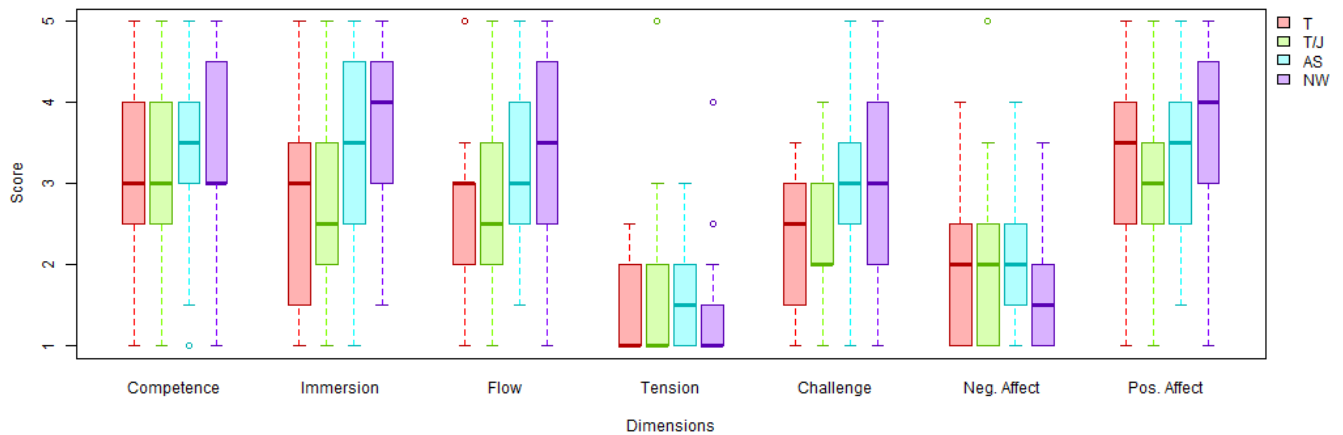 T
T/J
AS
NW
Score
5
4
3
2
1
Competence Immersion Flow Tension Challenge Neg. Affect Pos. Affect
Dimensions